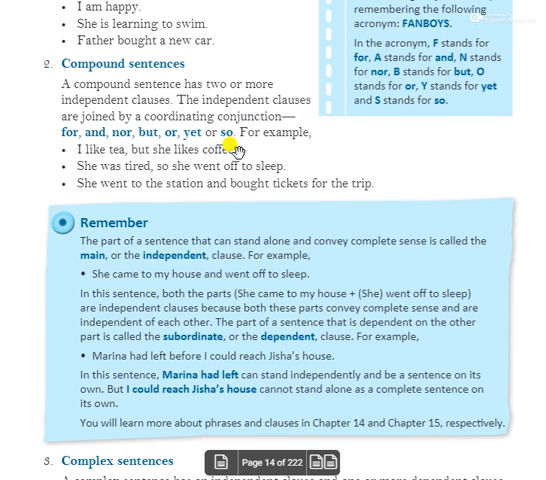 • I am happy.
• She is learning to swim.
• Father bought a new car.
remembering the following
acronym: FANBOYS.
In the acronym, F stands for
for, A stands for and, N stands
for nor, B stands for but, O
stands for or, Y stands for yet
and S stands for so.
2. Compound sentences
A compound sentence has two or more
independent clauses. The independent clauses
are joined by a coordinating conjunction—
for, and, nor, but, or, yet or so. For example,
• I like tea, but she likes coffee.
• She was tired, so she went off to sleep.
• She went to the station and bought tickets for the trip.
Remember
The part of a sentence that can stand alone and convey complete sense is called the
main, or the independent, clause. For example,
• She came to my house and went off to sleep.
In this sentence, both the parts (She came to my house + (She) went off to sleep)
are independent clauses because both these parts convey complete sense and are
independent of each other. The part of a sentence that is dependent on the other
part is called the subordinate, or the dependent, clause. For example,
• Marina had left before I could reach Jisha's house.
In this sentence, Marina had left can stand independently and be a sentence on its
own. But I could reach Jisha's house cannot stand alone as a complete sentence on
its own.
You will learn more about phrases and clauses in Chapter 14 and Chapter 15, respectively.
3. Complex sentences
Page 14 of 222